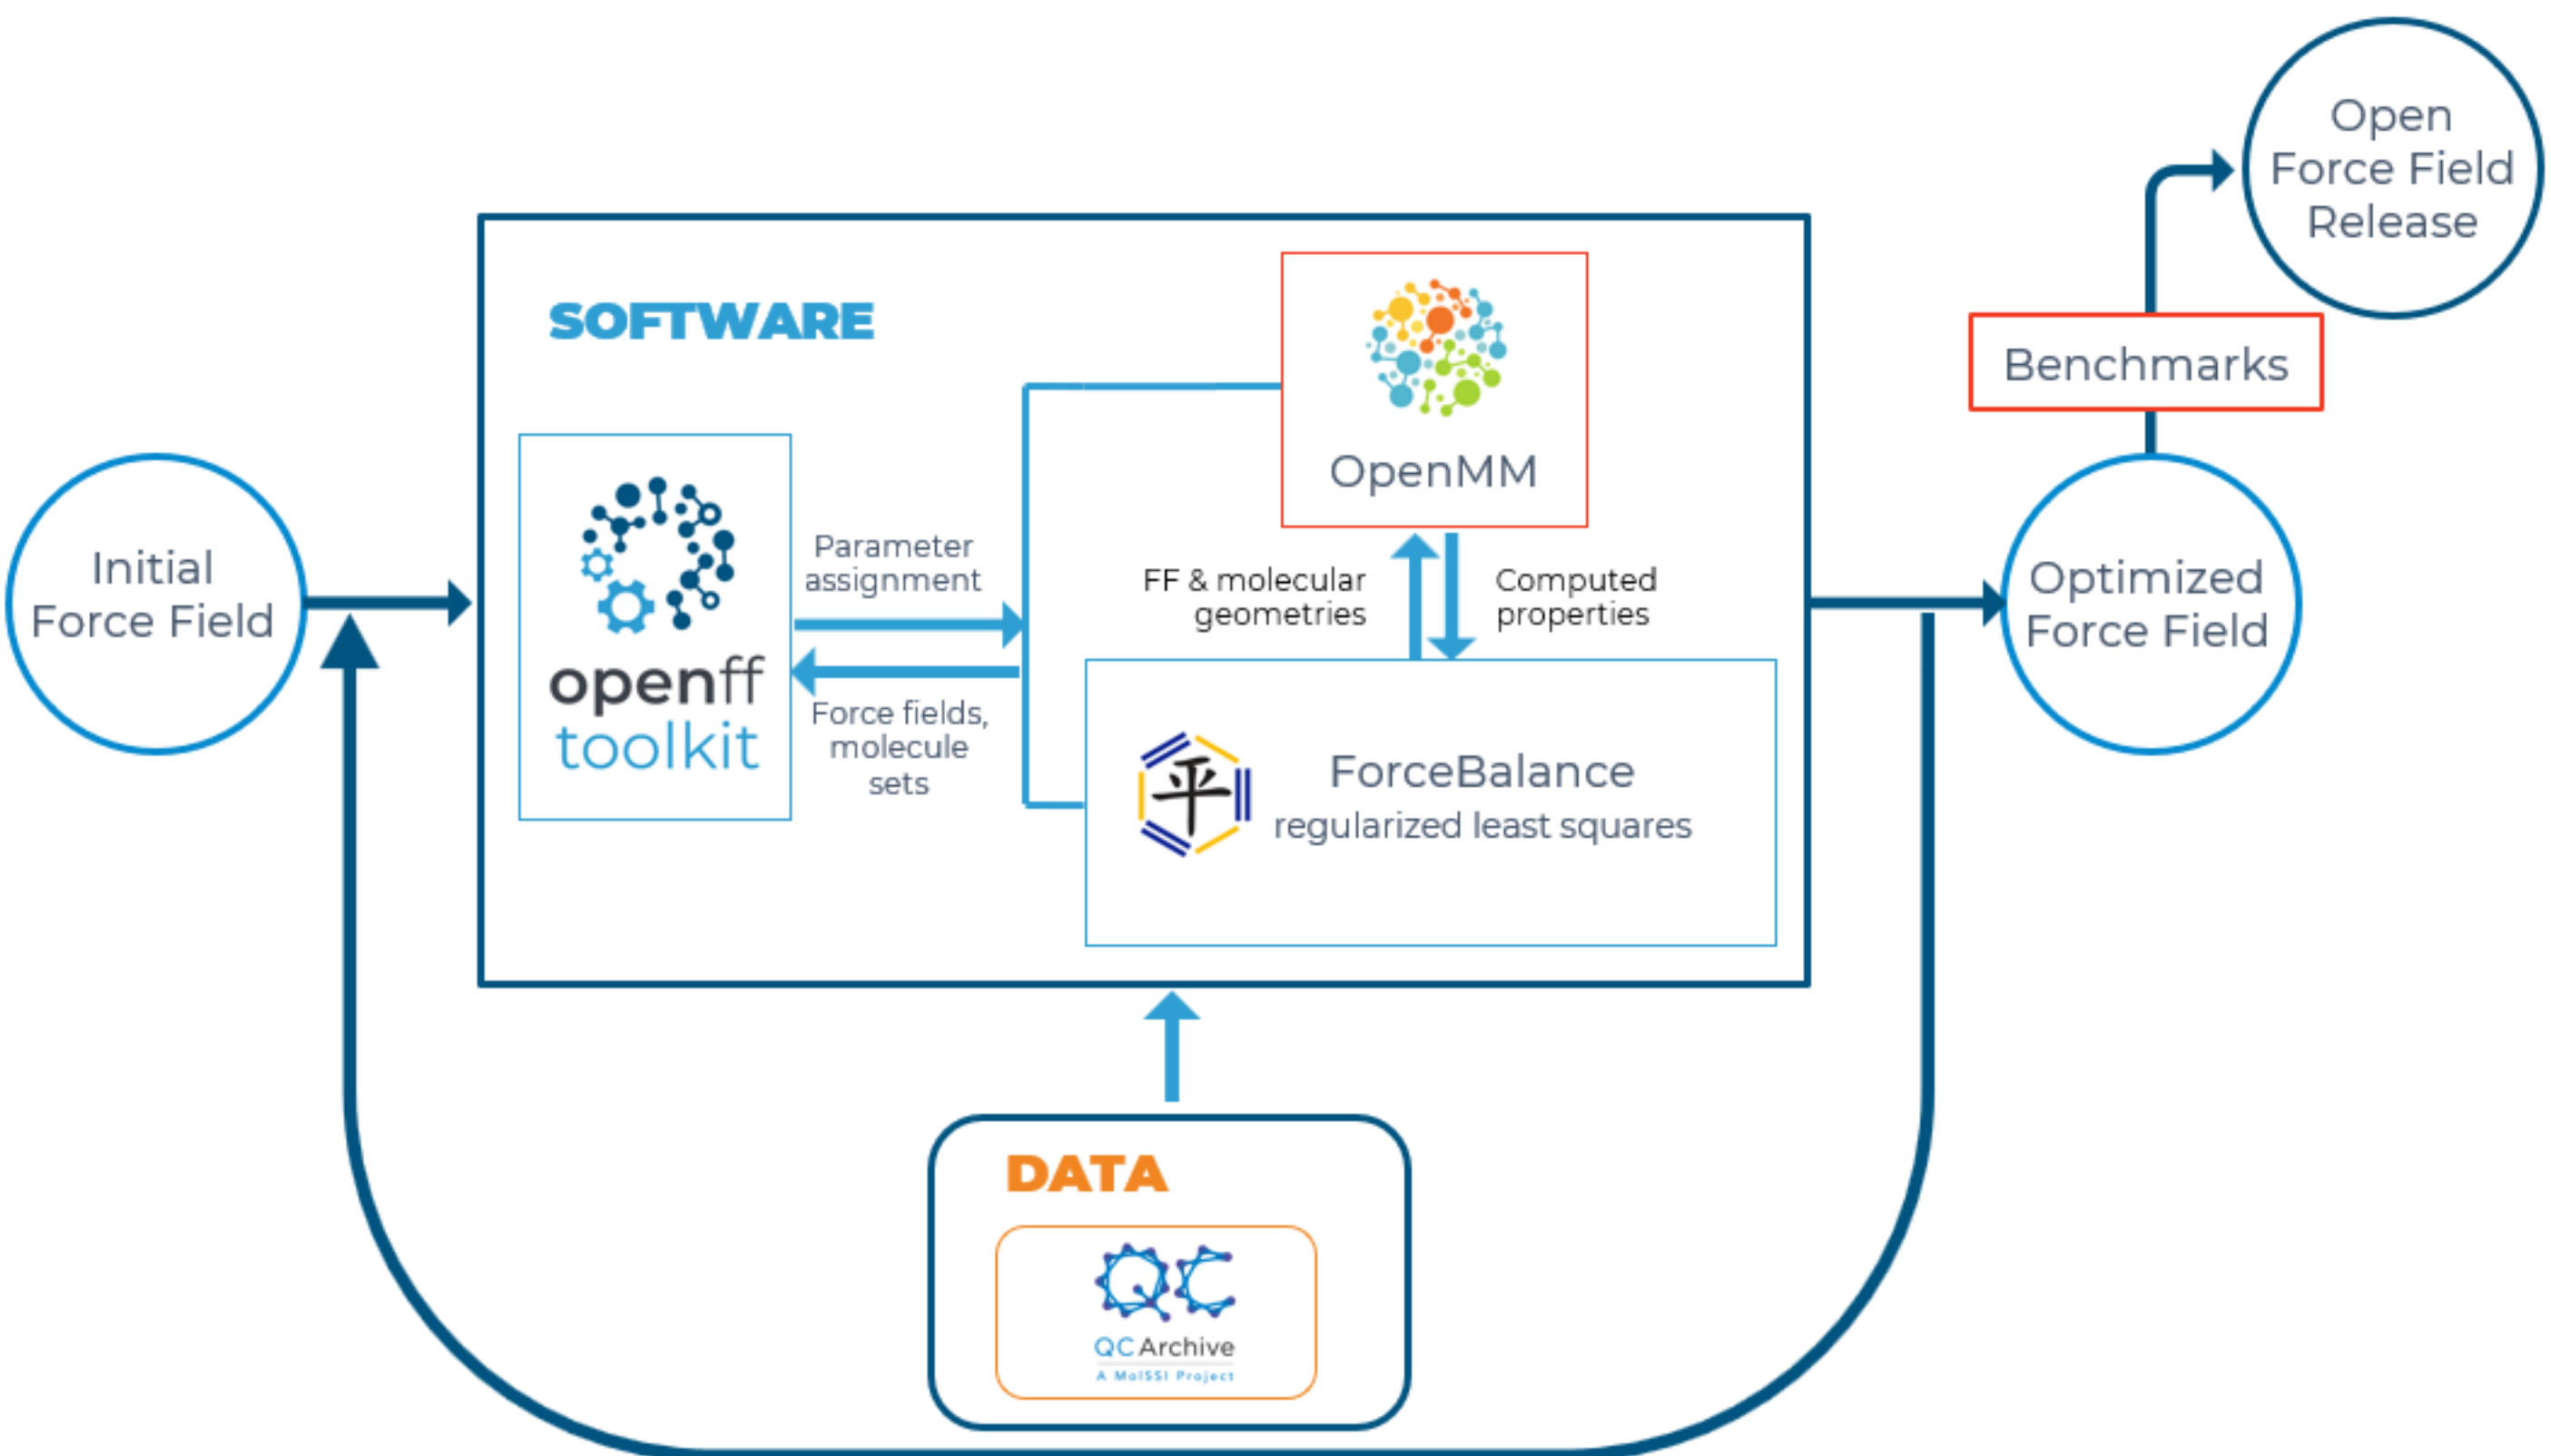 Open
Force Field
Release
Benchmarks
SOFTWARE
OpenMM
Initial
Force Field
openff
toolkit
Parameter
assignment
Force fields,
molecule
sets
FF & molecular
geometries
Computed
properties
平
ForceBalance
regularized least squares
Optimized
Force Field
DATA
QC
QCArchive
A MolSSI Project